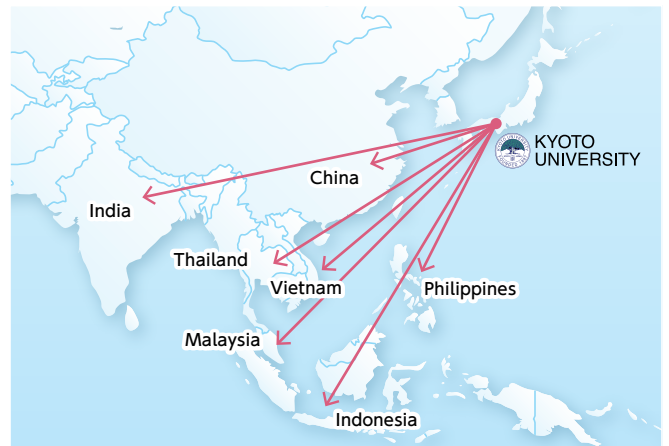 KYOTO
UNIVERSITY
China
India
Thailand
Vietnam
Philippines
Malaysia
Indonesia